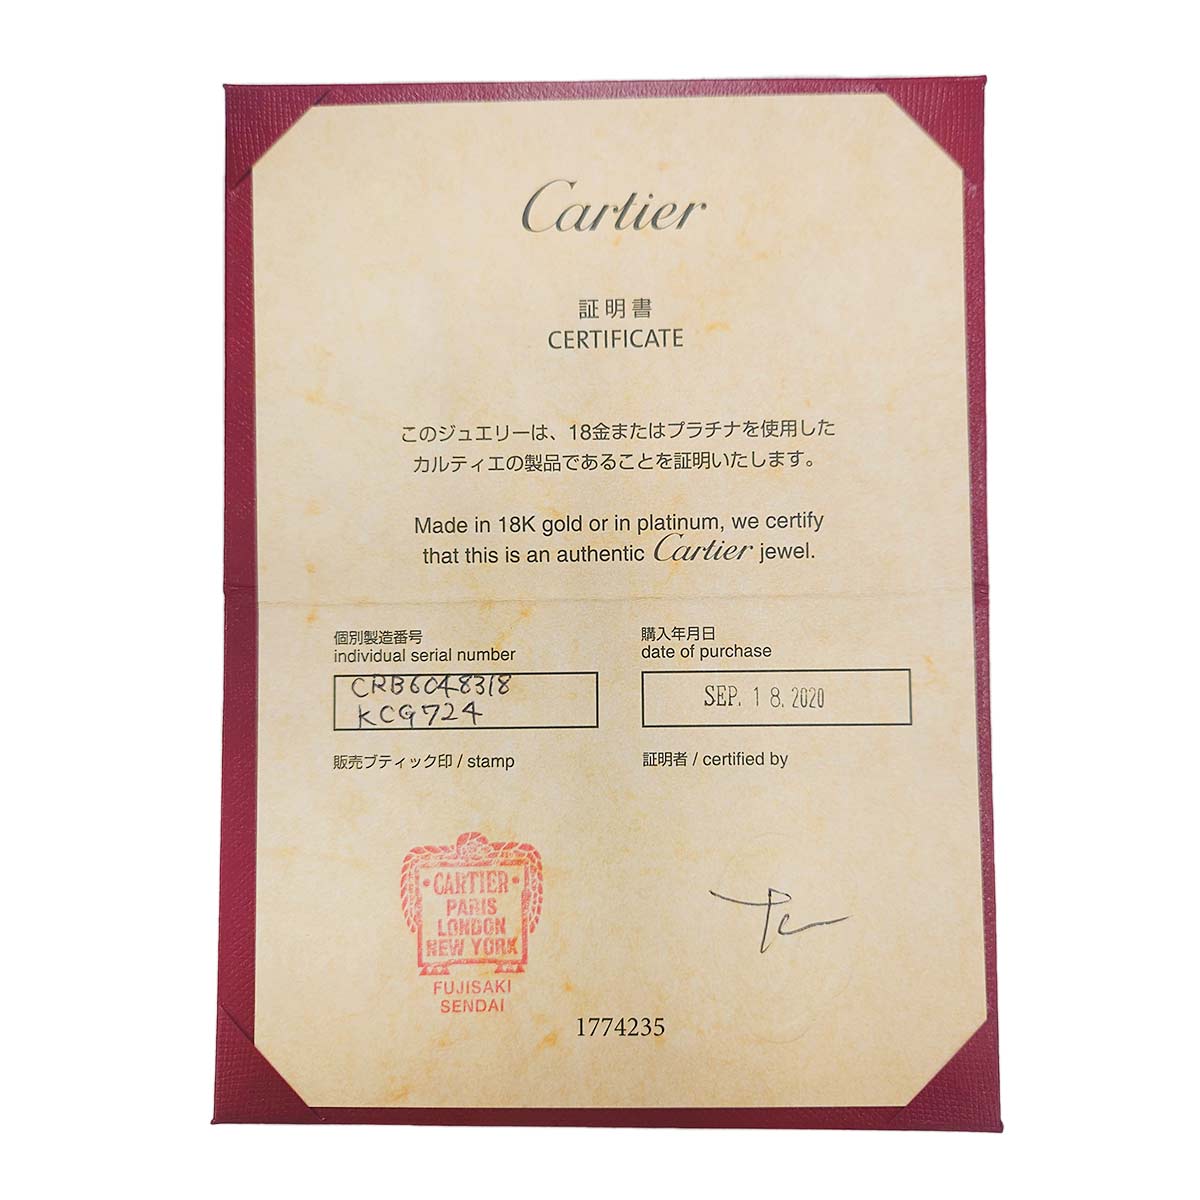 Cartier
証明書
CERTIFICATE
このジュエリーは、18金またはプラチナを使用した
カルティエの製品であることを証明いたします。
Made in 18K gold or in platinum, we certify
that this is an authentic Cartier jewel.
個別製造番号
individual serial number
CRB6048318
KCG724
購入年月日
date of purchase
SEP. 18. 2020
販売ブティック印 / stamp
証明者 / certified by
·CARTIER·
PARIS
LONDON
NEW YORK
FUJISAKI
SENDAI
1774235